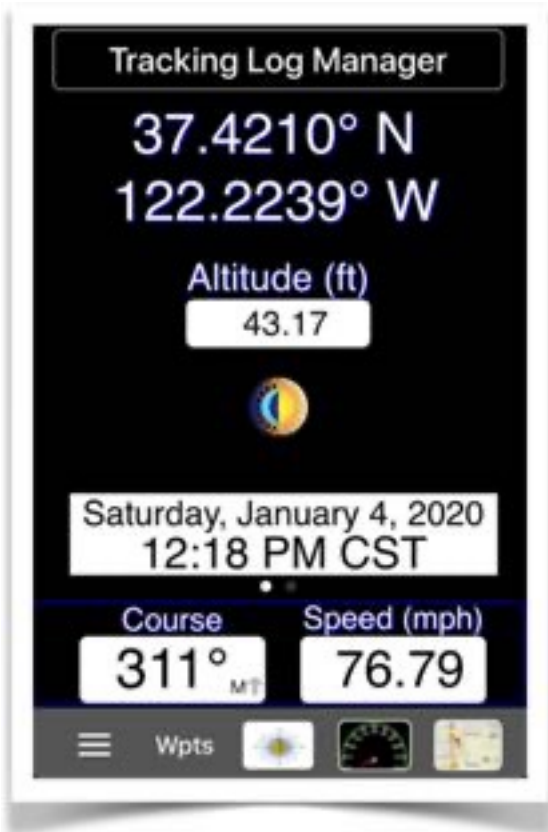 Tracking Log Manager
37.4210° N
122.2239° W
Altitude (ft)
43.17
Saturday, January 4, 2020
12:18 PM CST
Course Speed (mph)
311° M↑ 76.79
Wpts